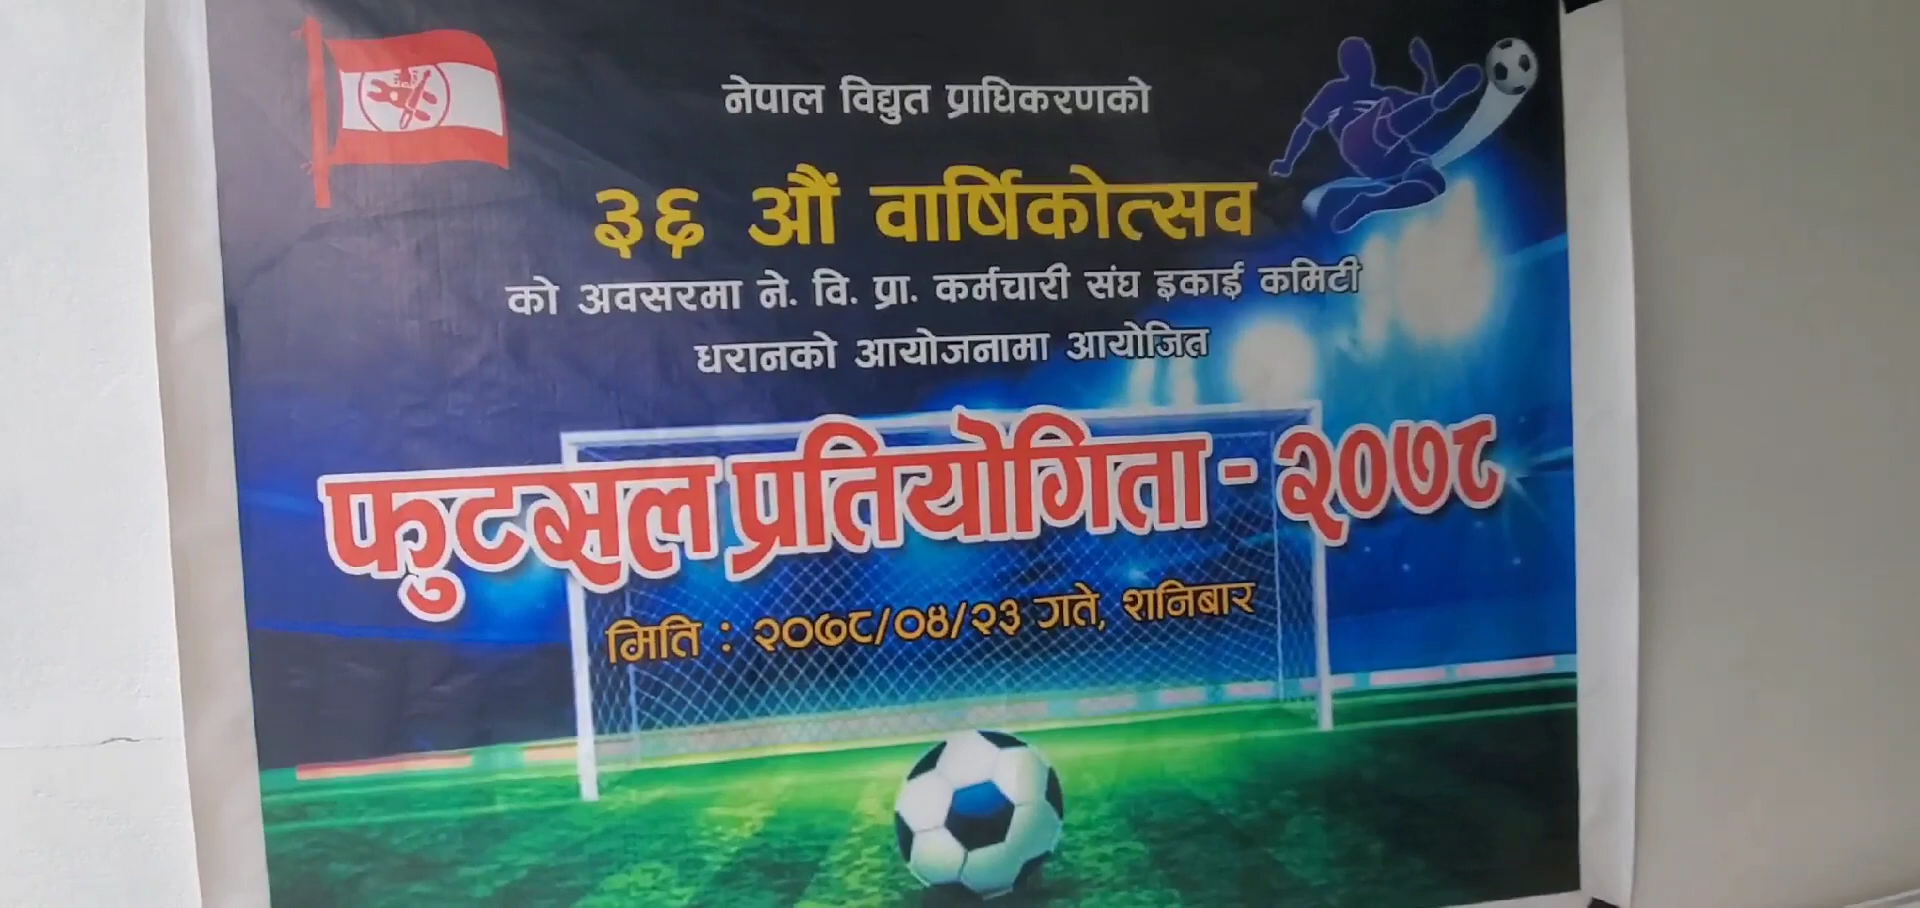 नेपाल विद्युत प्राधिकरणको
३६ औं वार्षिकोत्सव
को अवसरमा ने. वि. प्रा. कर्मचारी संघ इकाई कमिटी
धरानको आयोजनामा आयोजित
फुटसल प्रतियोगिता - २०७८
मिति : २०७८/०४/२३ गते, शनिबार